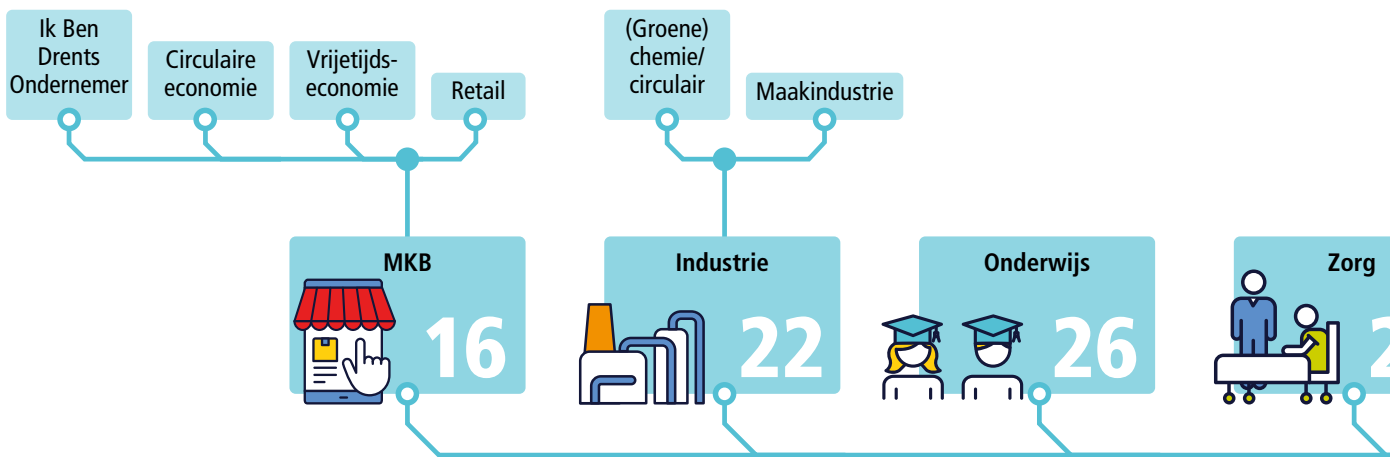 Ik Ben
Drents
Ondernemer
Circulaire
economie
Vrijetijds-
economie
Retail
(Groene)
chemie/
circulair
Maakindustrie
MKB
16
Industrie
22
Onderwijs
26
Zorg